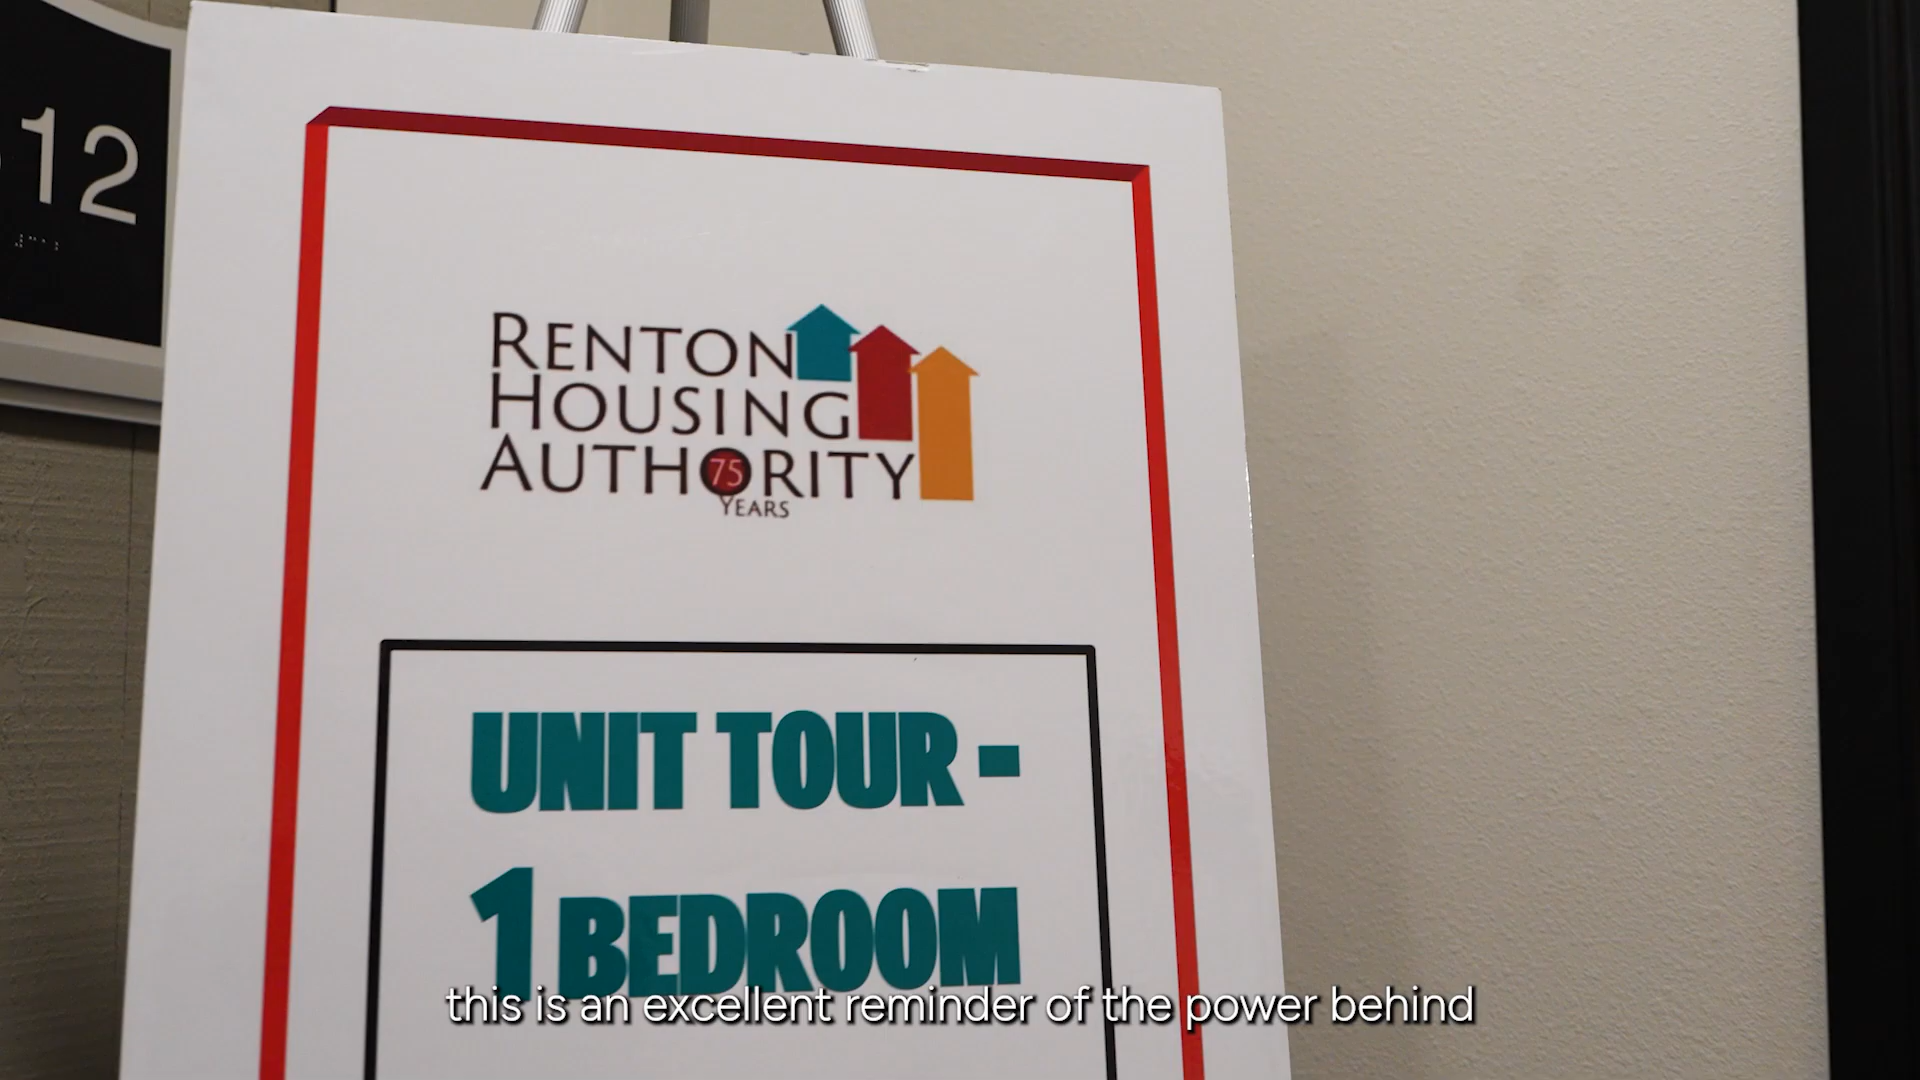 12
RENTON
HOUSING
AUTHORITY
75
YEARS
UNIT TOUR -
1 BEDROOM
this is an excellent reminder of the power behind